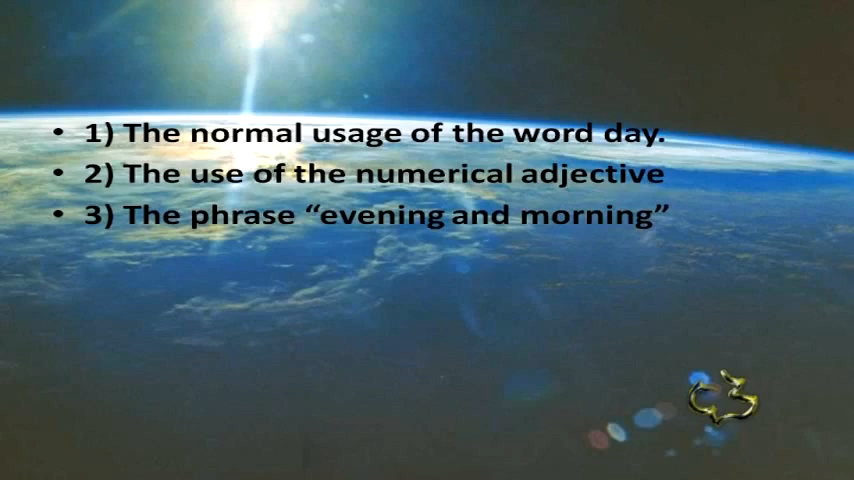 • 1) The normal usage of the word day.
• 2) The use of the numerical adjective
• 3) The phrase “evening and morning”